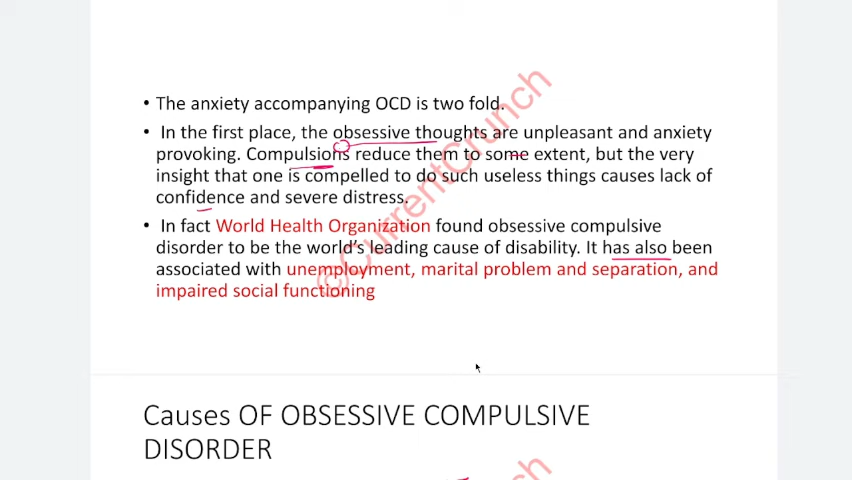 • The anxiety accompanying OCD is two fold.
• In the first place, the obsessive thoughts are unpleasant and anxiety
provoking. Compulsions reduce them to some extent, but the very
insight that one is compelled to do such useless things causes lack of
confidence and severe distress.
• In fact World Health Organization found obsessive compulsive
disorder to be the world's leading cause of disability. It has also been
associated with unemployment, marital problem and separation, and
impaired social functioning
©CurrentCrunch
Causes OF OBSESSIVE COMPULSIVE
DISORDER